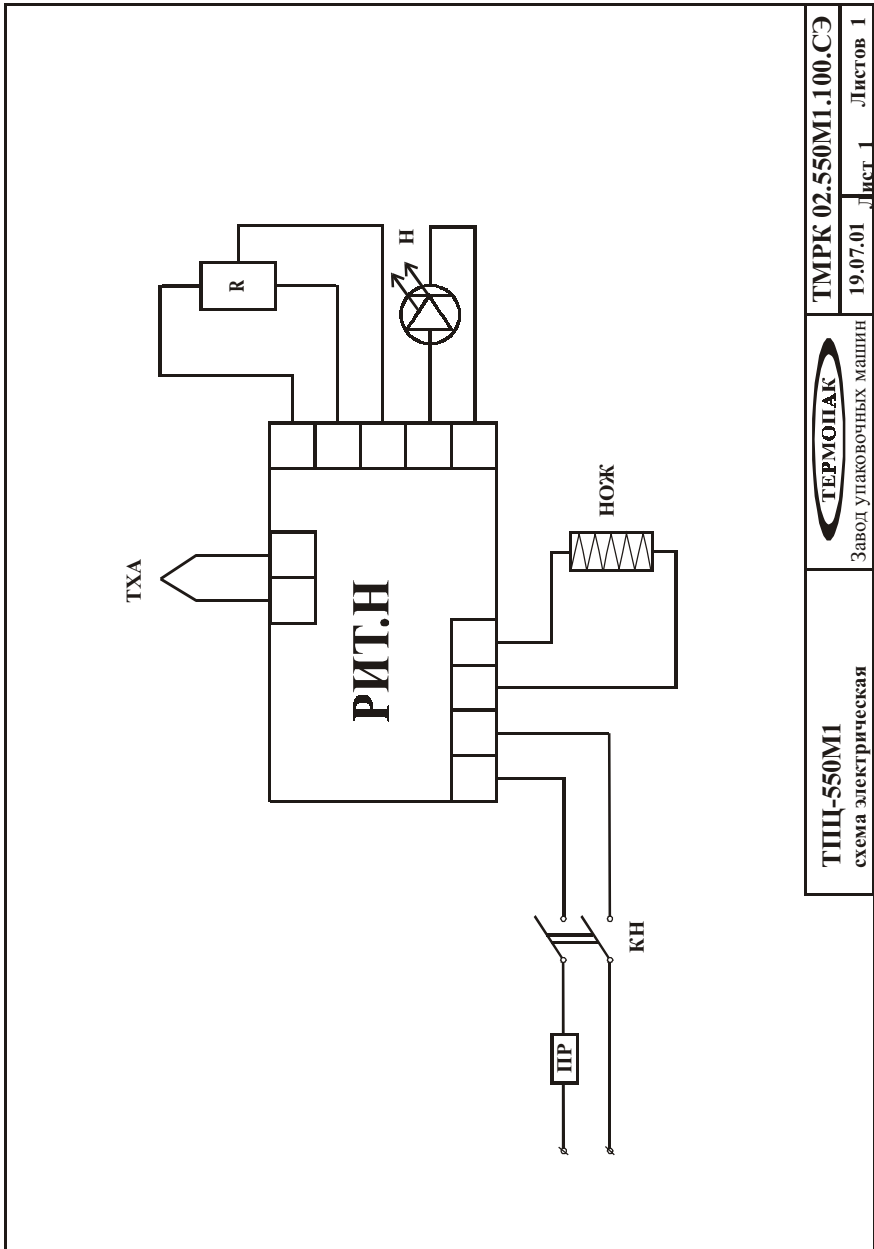 ТХА
R
Н
РИТ.Н
НОЖ
КН
ПР
ТПЦ-550М1
схема электрическая
ТЕРМОПАК
Завод упаковочных машин
ТМРК 02.550М1.100.СЭ
19.07.01
Лист 1
Листов 1